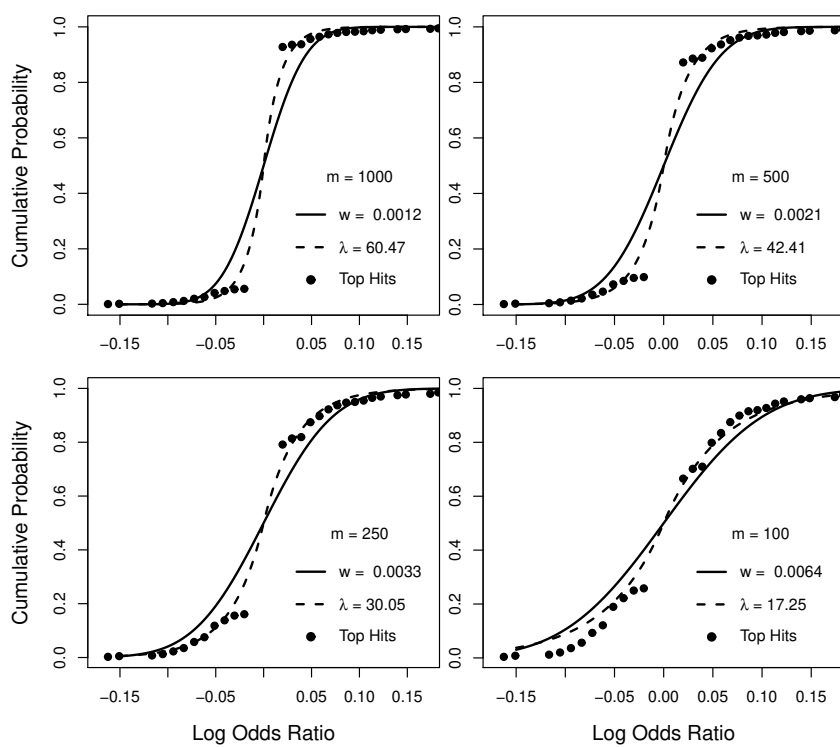 Cumulative Probability
1.0
0.8
0.6
0.4
0.2
0.0
m = 1000
w = 0.0012
λ = 60.47
Top Hits
−0.15 −0.05 0.05 0.10 0.15
1.0
0.8
0.6
0.4
0.2
0.0
m = 500
w = 0.0021
λ = 42.41
Top Hits
−0.15 −0.05 0.00 0.05 0.10 0.15
Cumulative Probability
1.0
0.8
0.6
0.4
0.2
0.0
m = 250
w = 0.0033
λ = 30.05
Top Hits
−0.15 −0.05 0.05 0.10 0.15
Log Odds Ratio
1.0
0.8
0.6
0.4
0.2
0.0
m = 100
w = 0.0064
λ = 17.25
Top Hits
−0.15 −0.05 0.00 0.05 0.10 0.15
Log Odds Ratio